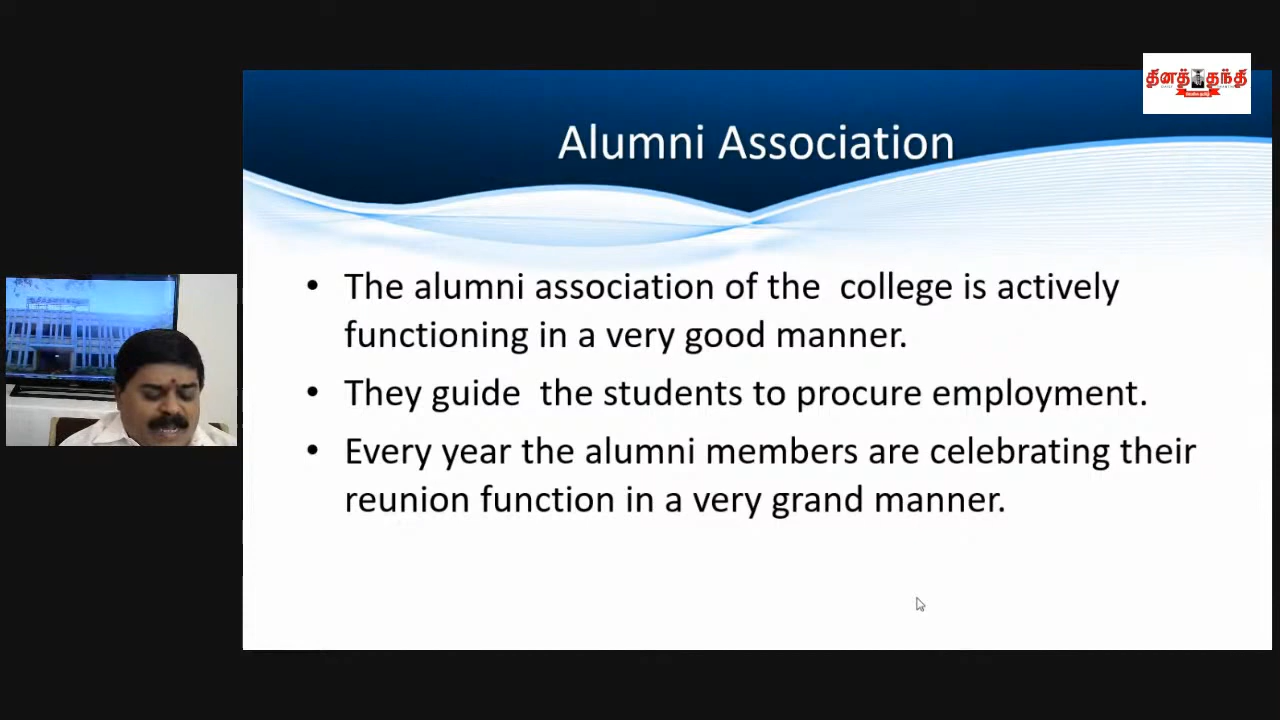 தினத்தந்தி
Alumni Association
• The alumni association of the college is actively
functioning in a very good manner.
• They guide the students to procure employment.
• Every year the alumni members are celebrating their
reunion function in a very grand manner.